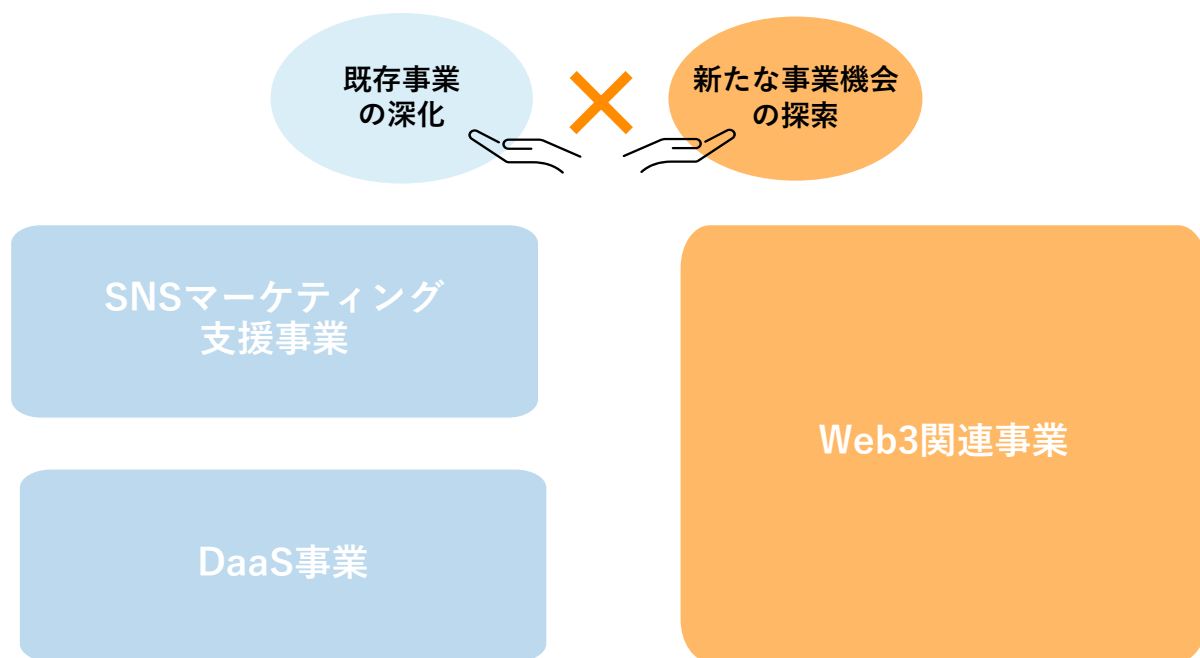 既存事業
の深化
新たな事業機会
の探索
SNSマーケティング
支援事業
DaaS事業
Web3関連事業